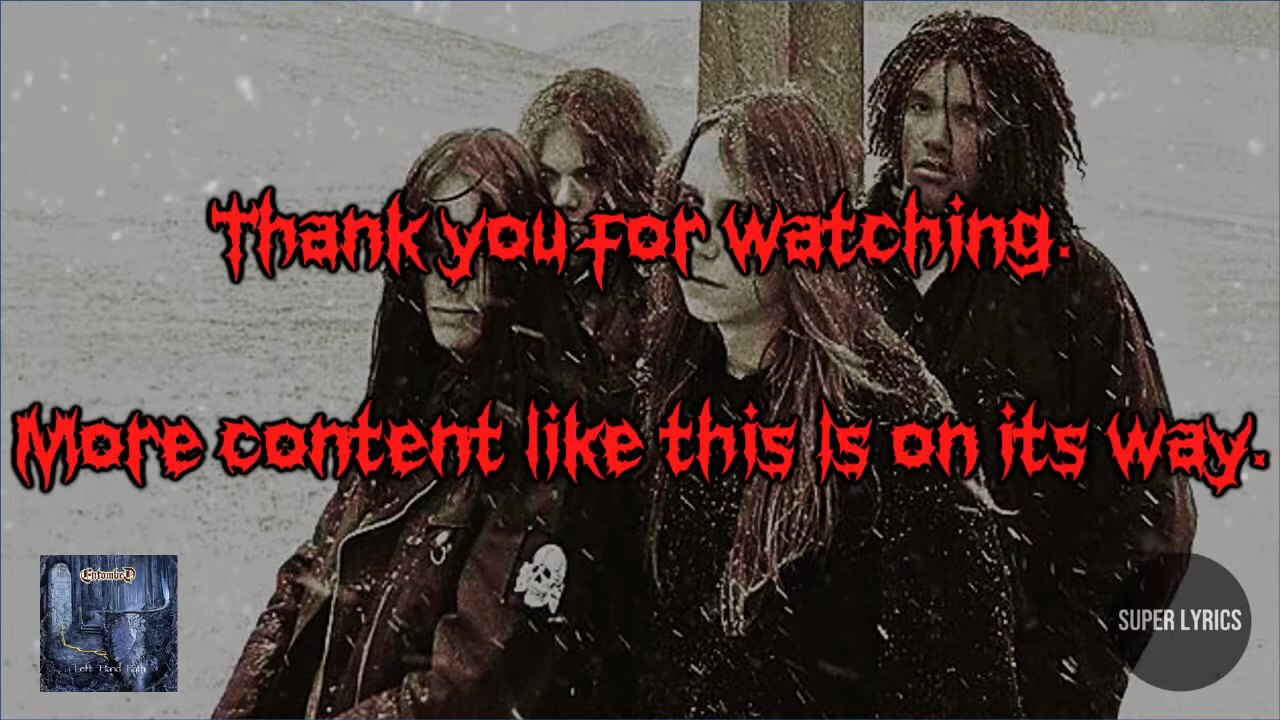 Thank you for watching.
More content like this is on its way.
Entombed
Left Hand Path
SUPER LYRICS